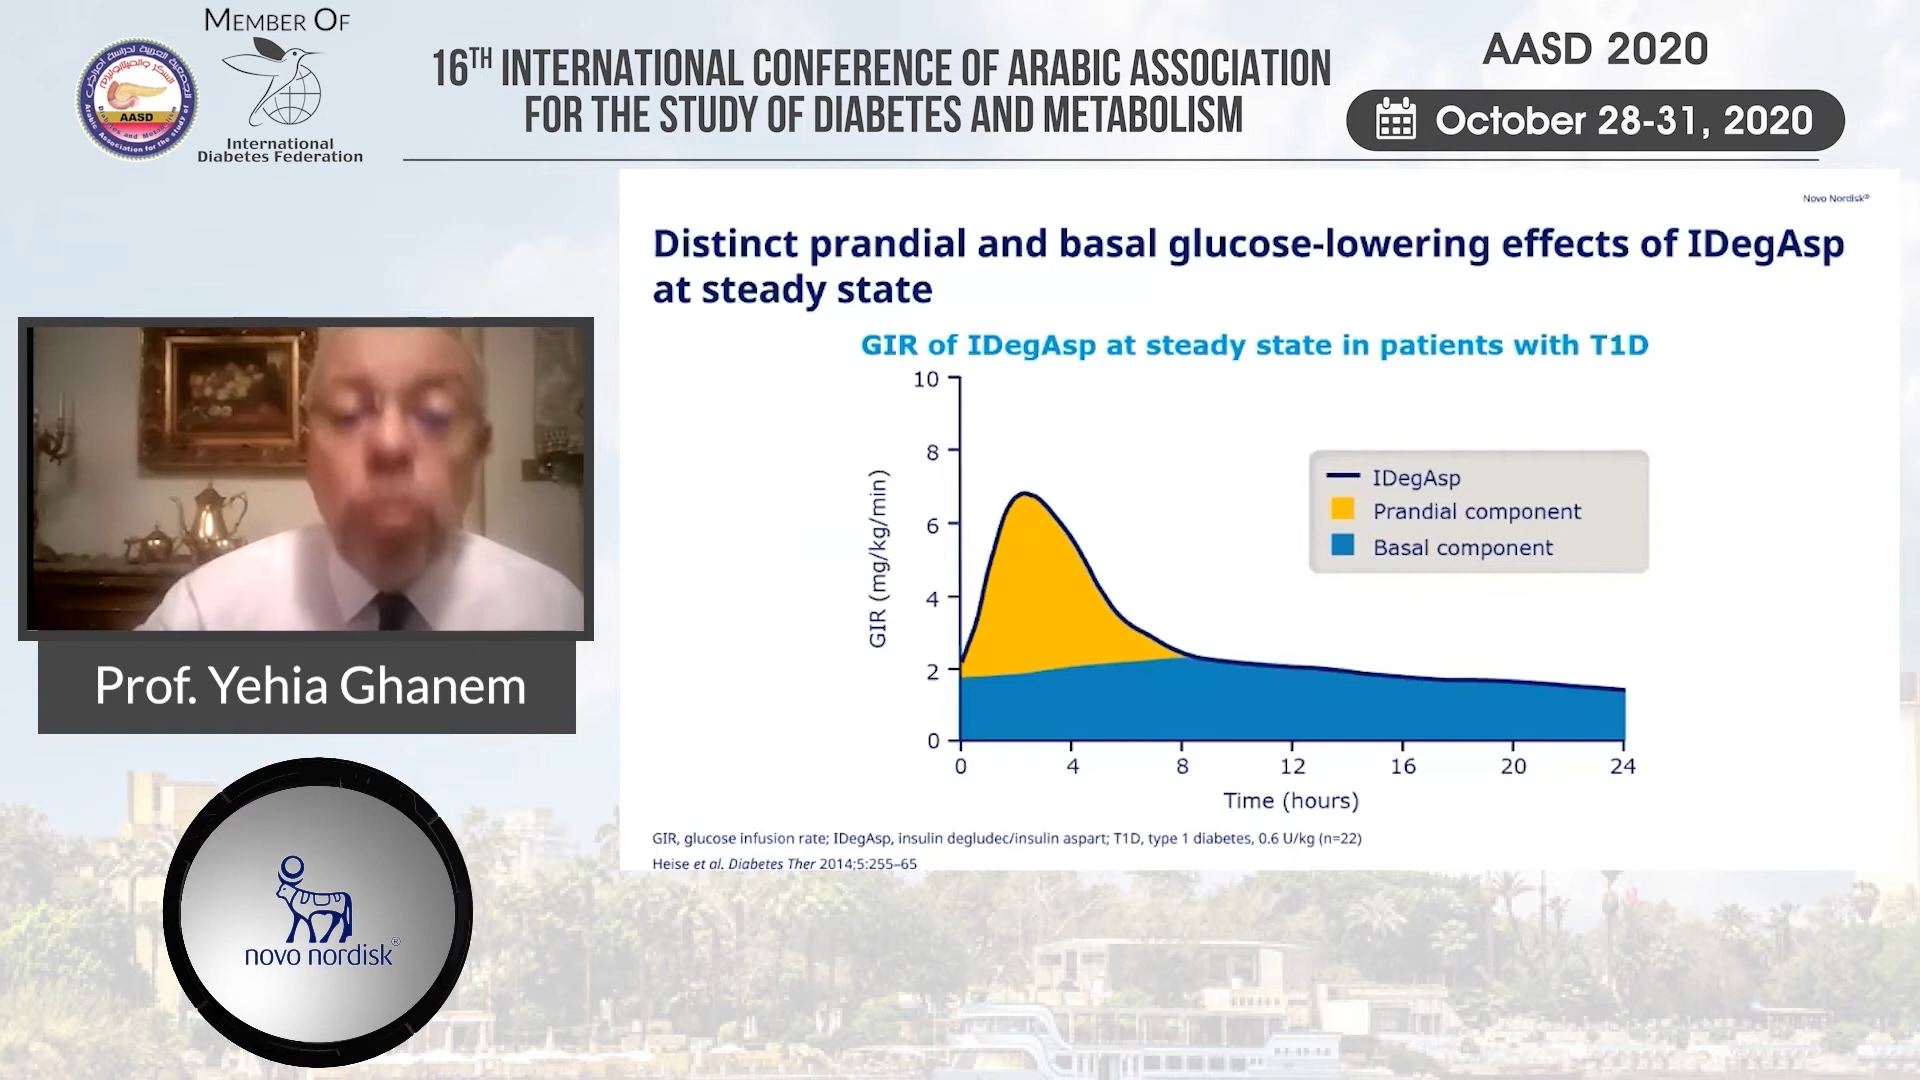 MEMBER OF
AASD
International
Diabetes Federation
16TH INTERNATIONAL CONFERENCE OF ARABIC ASSOCIATION
FOR THE STUDY OF DIABETES AND METABOLISM
AASD 2020
October 28-31, 2020
Novo Nordisk®
Distinct prandial and basal glucose-lowering effects of IDegAsp
at steady state
GIR of IDegAsp at steady state in patients with T1D
GIR (mg/kg/min)
10
8
6
4
2
0
IDegAsp
Prandial component
Basal component
0 4 8 12 16 20 24
Time (hours)
GIR, glucose infusion rate; IDegAsp, insulin degludec/insulin aspart; T1D, type 1 diabetes, 0.6 U/kg (n=22)
Heise et al. Diabetes Ther 2014;5:255–65
Prof. Yehia Ghanem
novo nordisk®